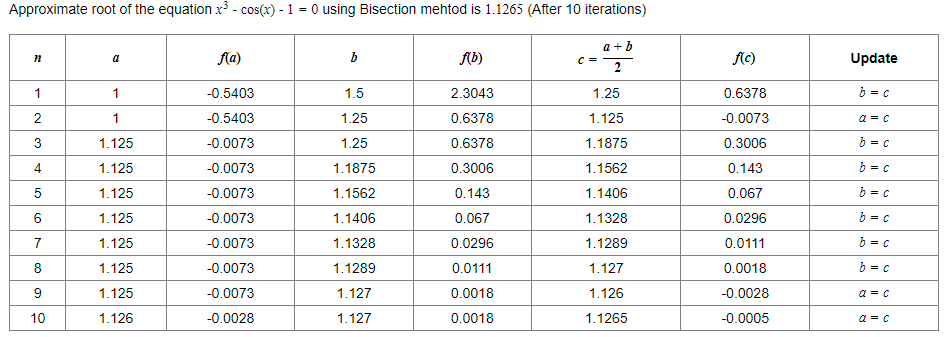 Approximate root of the equation x³ - cos(x) - 1 = 0 using Bisection mehtod is 1.1265 (After 10 iterations)
n a f(a) b f(b) c = (a + b)/2 f(c) Update
1 1 -0.5403 1.5 2.3043 1.25 0.6378 b = c
2 1 -0.5403 1.25 0.6378 1.125 -0.0073 a = c
3 1.125 -0.0073 1.25 0.6378 1.1875 0.3006 b = c
4 1.125 -0.0073 1.1875 0.3006 1.1562 0.143 b = c
5 1.125 -0.0073 1.1562 0.143 1.1406 0.067 b = c
6 1.125 -0.0073 1.1406 0.067 1.1328 0.0296 b = c
7 1.125 -0.0073 1.1328 0.0296 1.1289 0.0111 b = c
8 1.125 -0.0073 1.1289 0.0111 1.127 0.0018 b = c
9 1.125 -0.0073 1.127 0.0018 1.126 -0.0028 a = c
10 1.126 -0.0028 1.127 0.0018 1.1265 -0.0005 a = c